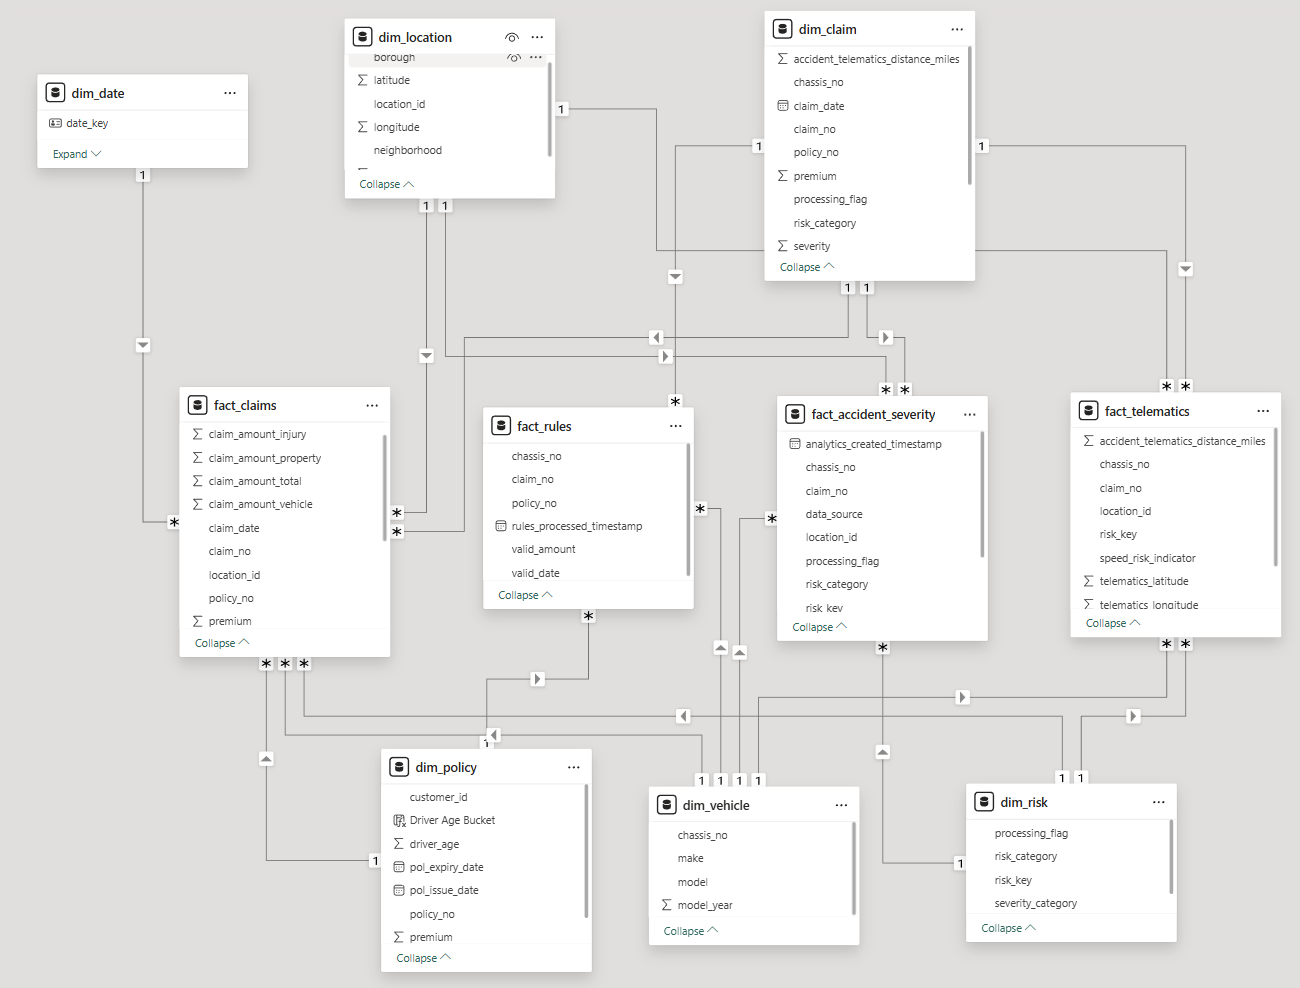 dim_date
date_key
Expand
1
dim_location
borough
latitude
location_id
longitude
neighborhood
Collapse
1
1
1
dim_claim
accident_telematics_distance_miles
chassis_no
claim_date
claim_no
policy_no
premium
processing_flag
risk_category
severity
Collapse
1
1
1
1
fact_claims
claim_amount_injury
claim_amount_property
claim_amount_total
claim_amount_vehicle
claim_date
claim_no
location_id
policy_no
premium
Collapse
*
*
*
*
*
*
fact_rules
chassis_no
claim_no
policy_no
rules_processed_timestamp
valid_amount
valid_date
Collapse
*
*
*
fact_accident_severity
analytics_created_timestamp
chassis_no
claim_no
data_source
location_id
processing_flag
risk_category
risk_key
Collapse
*
*
*
*
fact_telematics
accident_telematics_distance_miles
chassis_no
claim_no
location_id
risk_key
speed_risk_indicator
telematics_latitude
telematics_longitude
Collapse
*
*
*
*
dim_policy
customer_id
Driver Age Bucket
driver_age
pol_expiry_date
pol_issue_date
policy_no
premium
Collapse
1
1
dim_vehicle
chassis_no
make
model
model_year
Collapse
1
1
1
1
dim_risk
processing_flag
risk_category
risk_key
severity_category
Collapse
1
1
1